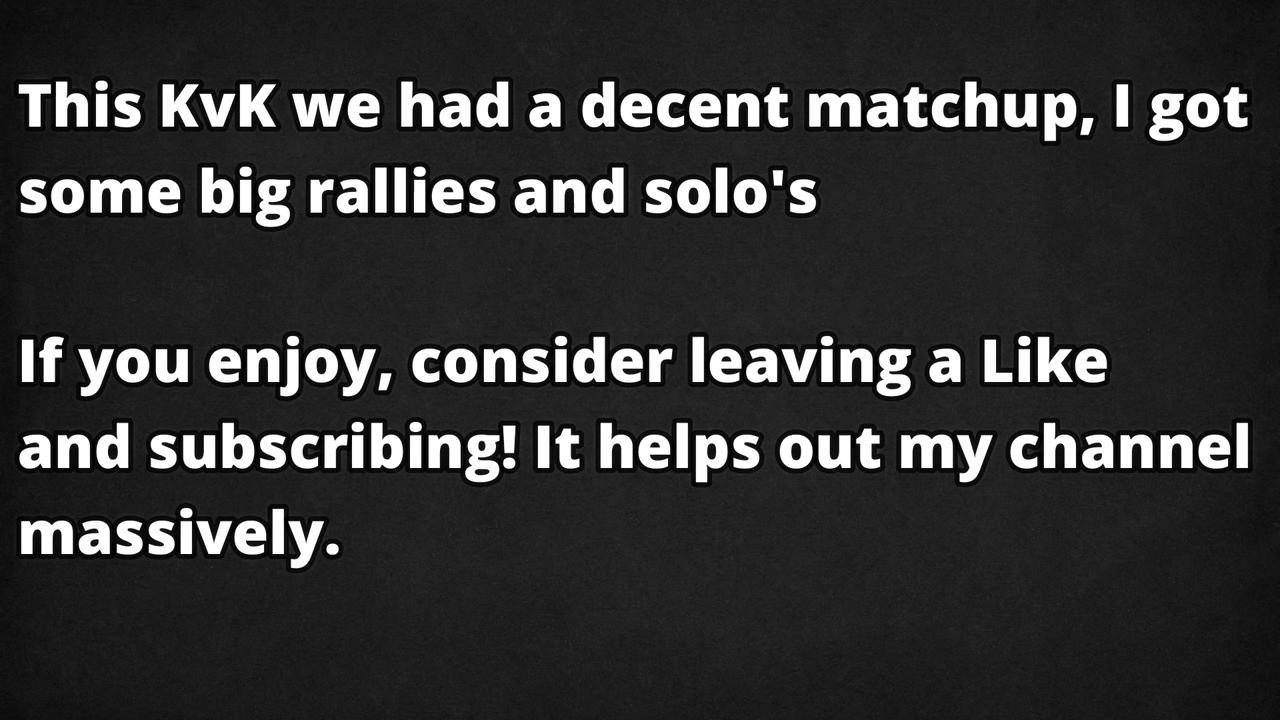 This KvK we had a decent matchup, I got
some big rallies and solo's
If you enjoy, consider leaving a Like
and subscribing! It helps out my channel
massively.